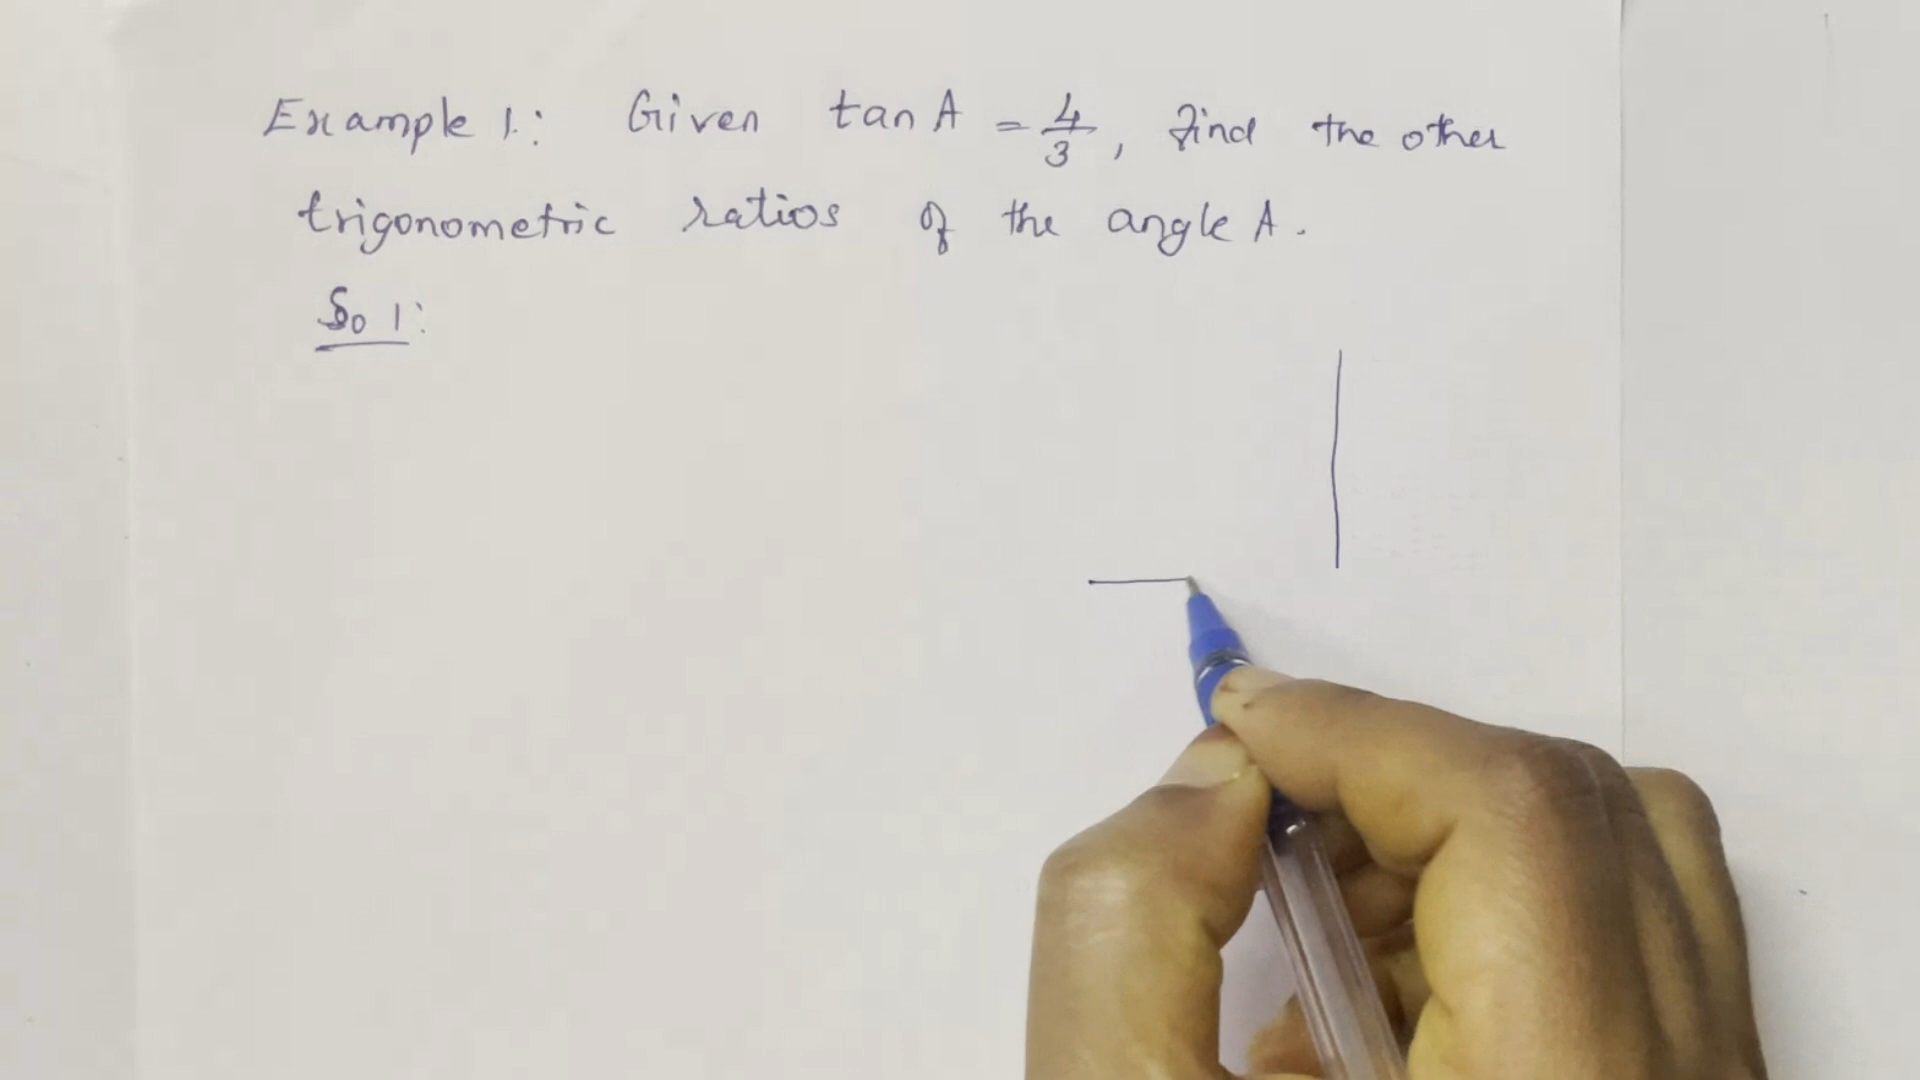 Example 1.: Given tan A = 4/3, find the other
trigonometric ratios of the angle A.
Sol: